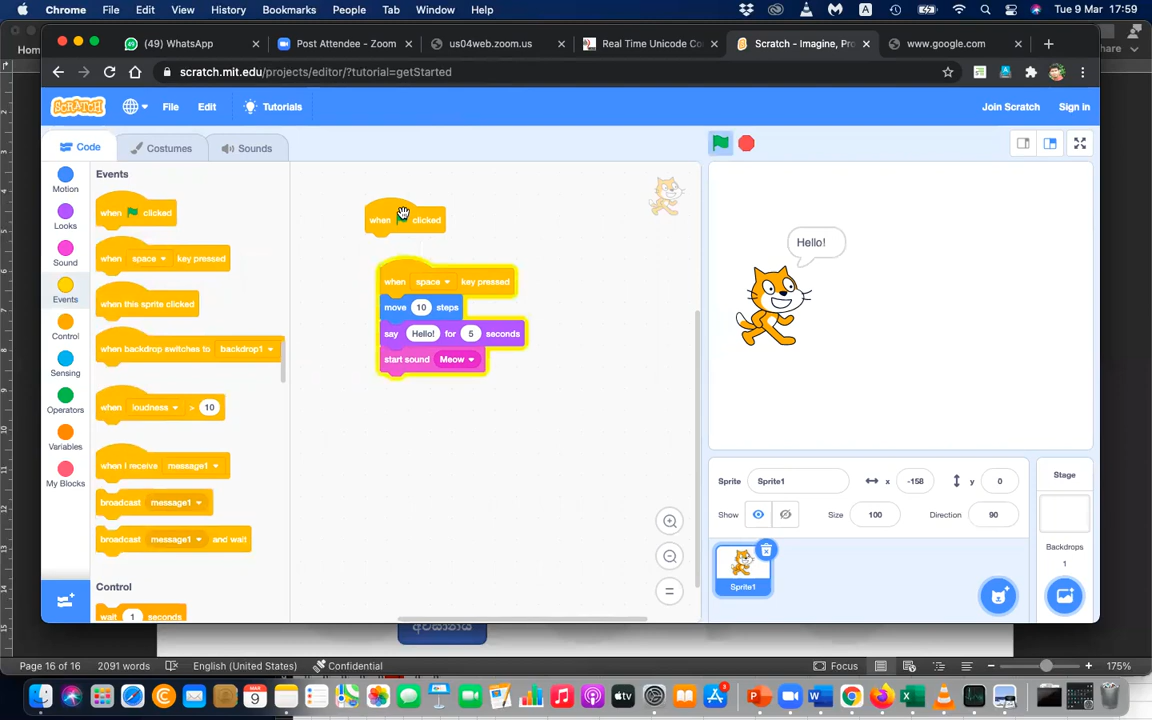 Chrome File Edit View History Bookmarks People Tab Window Help Tue 9 Mar 17:59
(49) WhatsApp Post Attendee - Zoom us04web.zoom.us Real Time Unicode Co Scratch - Imagine, Pro www.google.com
scratch.mit.edu/projects/editor/?tutorial=getStarted
SCRATCH File Edit Tutorials Join Scratch Sign in
Code Costumes Sounds
Motion
Looks
Sound
Events
Control
Sensing
Operators
Variables
My Blocks
Events
when clicked
when space key pressed
when this sprite clicked
when backdrop switches to backdrop1
when loudness > 10
when I receive message1
broadcast message1
broadcast message1 and wait
Control
wait 1 seconds
when clicked
when space key pressed
move 10 steps
say Hello! for 5 seconds
start sound Meow
Hello!
Sprite Sprite1 x -158 y 0
Show Size 100 Direction 90
Sprite1
Stage
Backdrops
1
Page 16 of 16 2091 words English (United States) Confidential Focus 175%